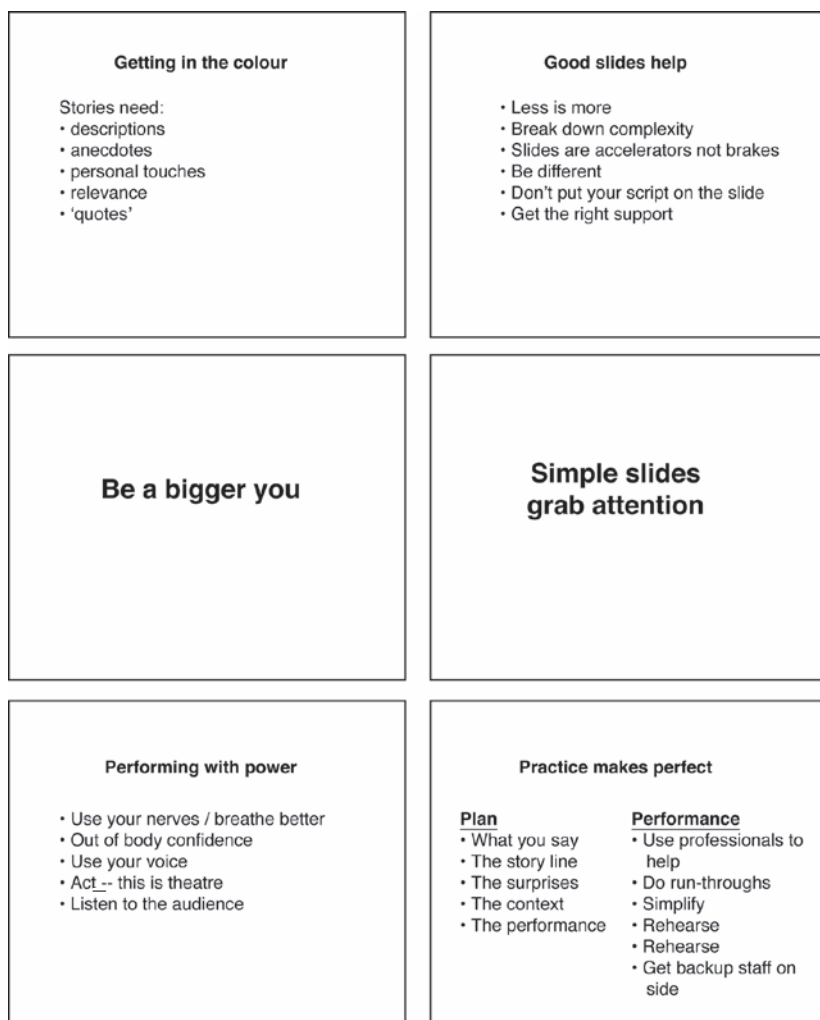 Getting in the colour
Stories need:
• descriptions
• anecdotes
• personal touches
• relevance
• ‘quotes’
Good slides help
• Less is more
• Break down complexity
• Slides are accelerators not brakes
• Be different
• Don’t put your script on the slide
• Get the right support
Be a bigger you
Simple slides
grab attention
Performing with power
• Use your nerves / breathe better
• Out of body confidence
• Use your voice
• Act -- this is theatre
• Listen to the audience
Practice makes perfect
Plan
• What you say
• The story line
• The surprises
• The context
• The performance
Performance
• Use professionals to
help
• Do run-throughs
• Simplify
• Rehearse
• Rehearse
• Get backup staff on
side